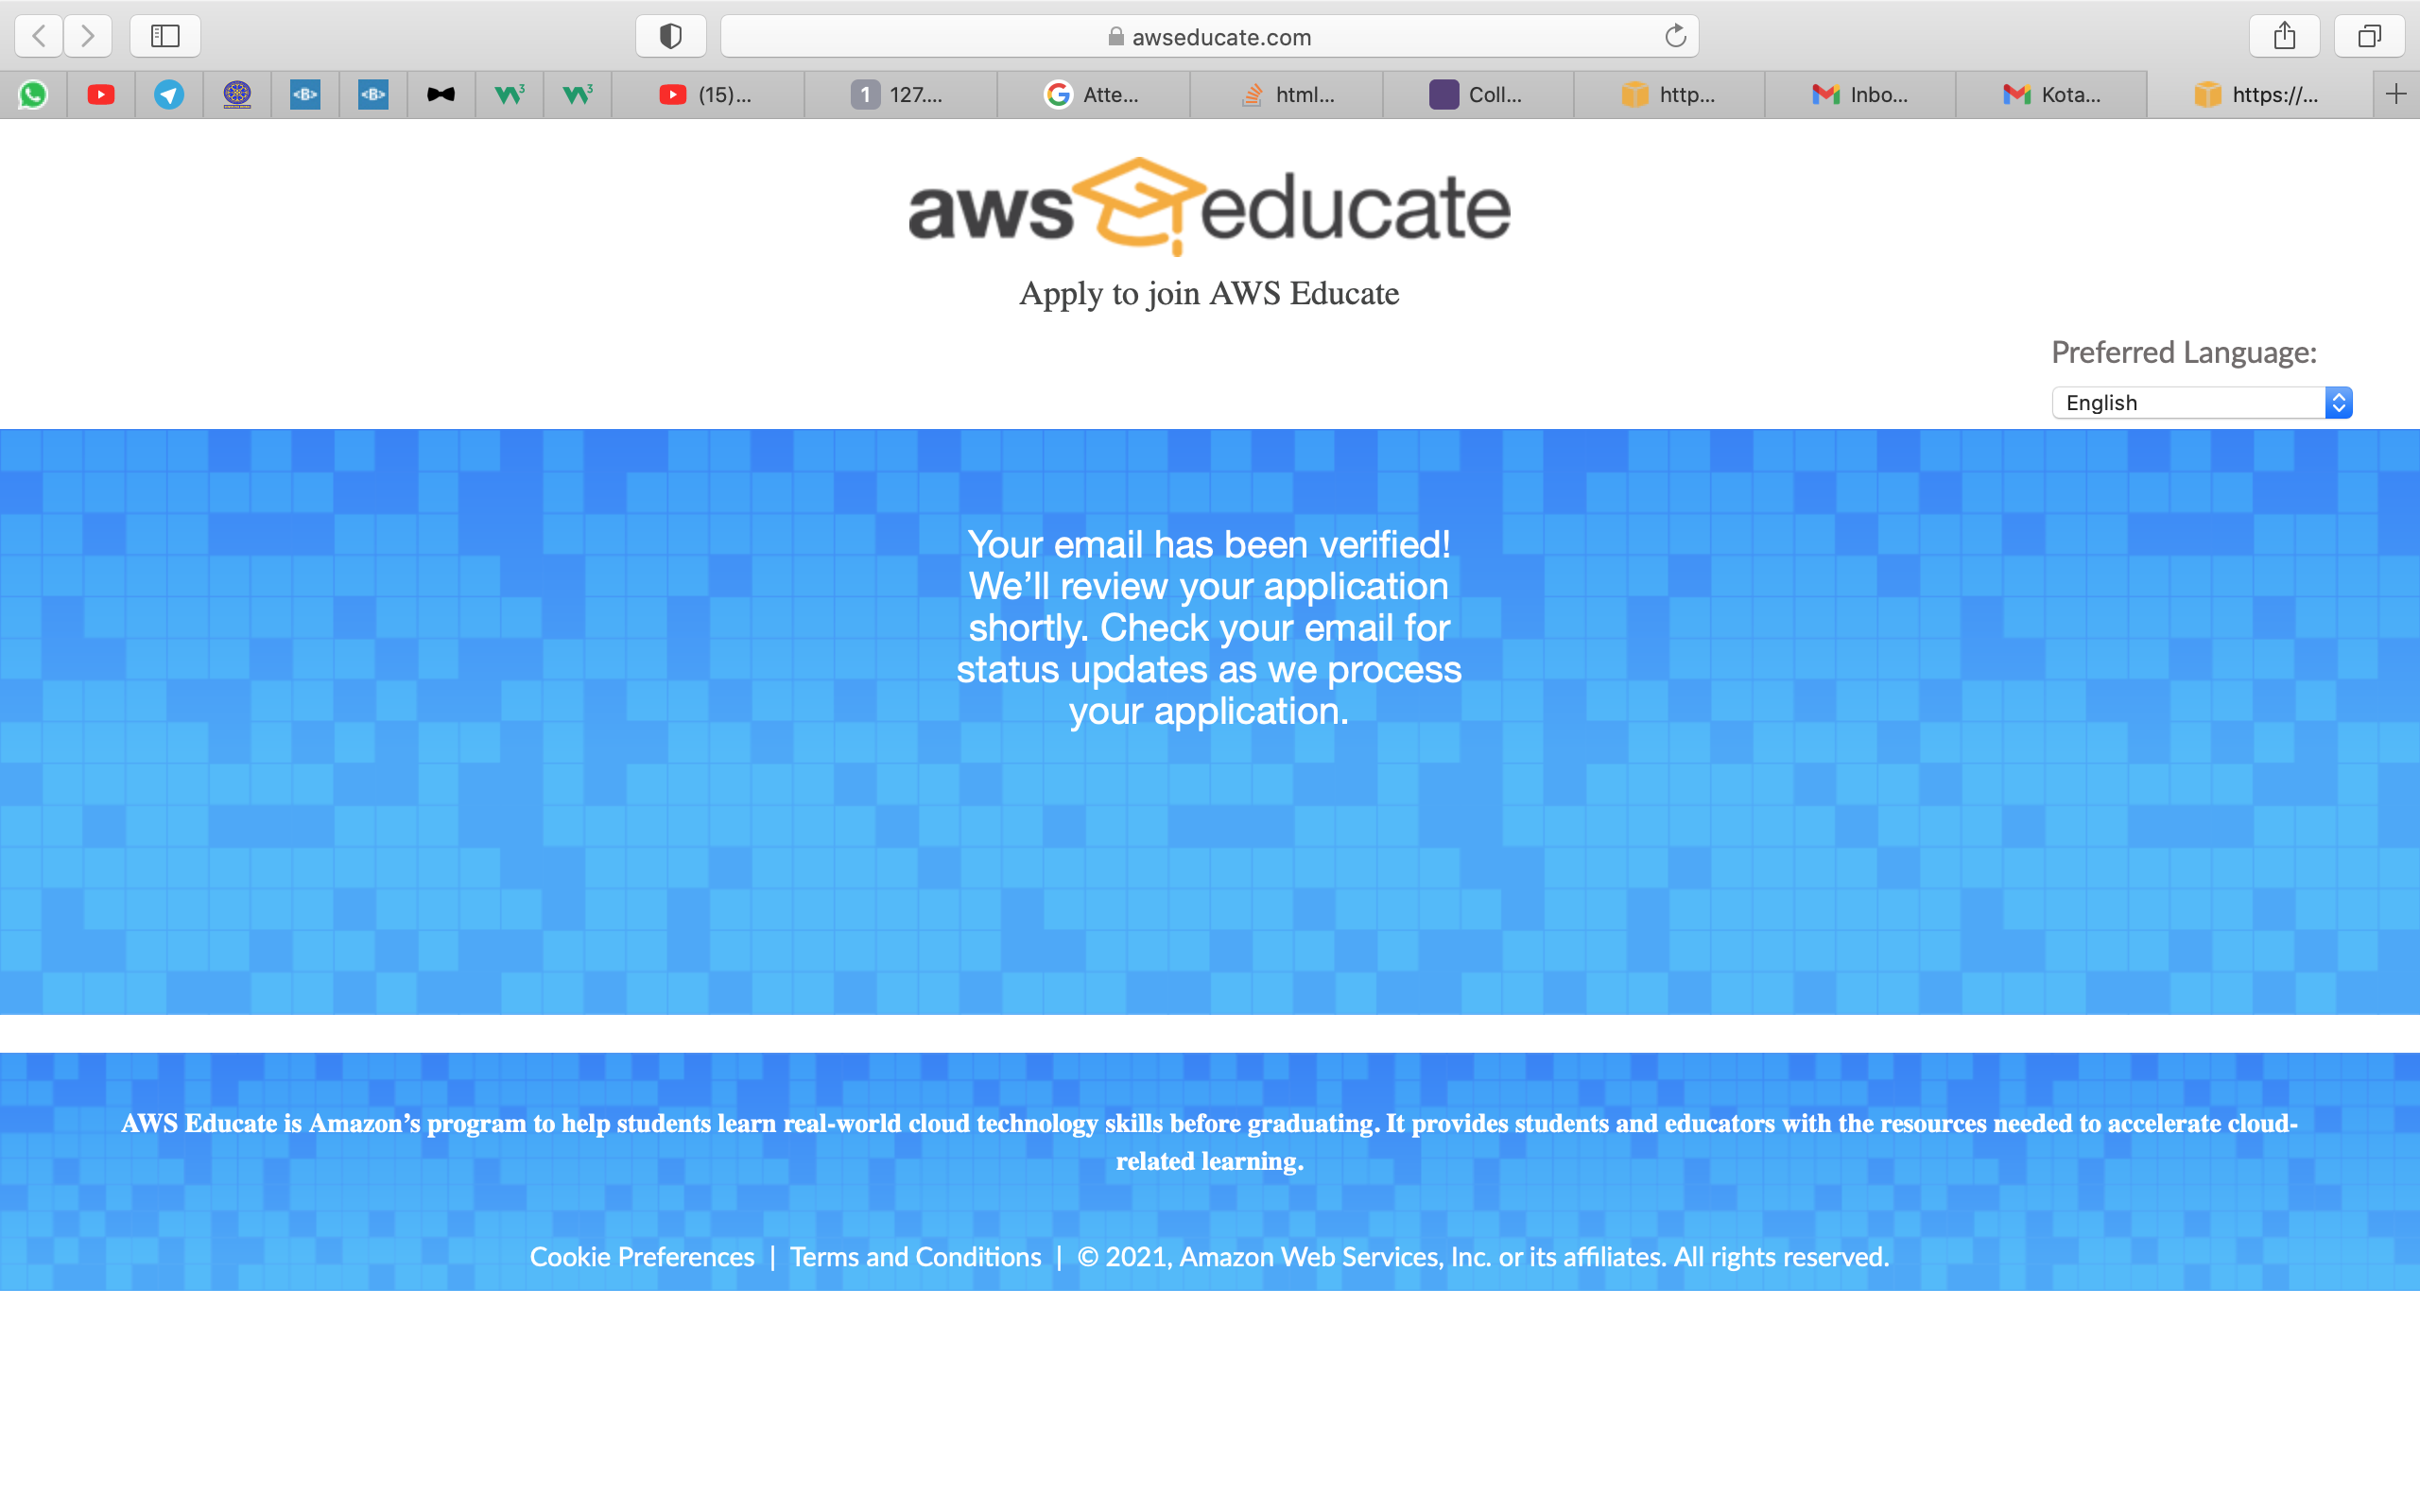 awseducate.com
(15)...
1 127....
Atte...
html...
Coll...
http...
Inbo...
Kota...
https://...
aws educate
Apply to join AWS Educate
Preferred Language:
English
Your email has been verified!
We’ll review your application
shortly. Check your email for
status updates as we process
your application.
AWS Educate is Amazon’s program to help students learn real-world cloud technology skills before graduating. It provides students and educators with the resources needed to accelerate cloud-
related learning.
Cookie Preferences | Terms and Conditions | © 2021, Amazon Web Services, Inc. or its affiliates. All rights reserved.